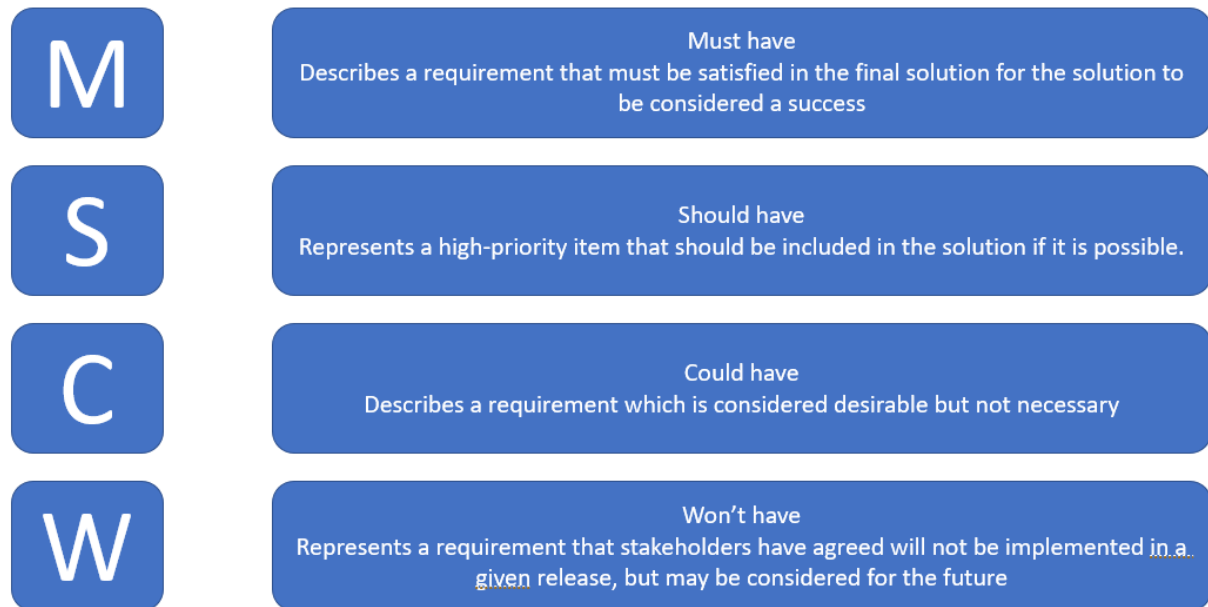 M
Must have
Describes a requirement that must be satisfied in the final solution for the solution to
be considered a success
S
Should have
Represents a high-priority item that should be included in the solution if it is possible.
C
Could have
Describes a requirement which is considered desirable but not necessary
W
Won’t have
Represents a requirement that stakeholders have agreed will not be implemented in a
given release, but may be considered for the future